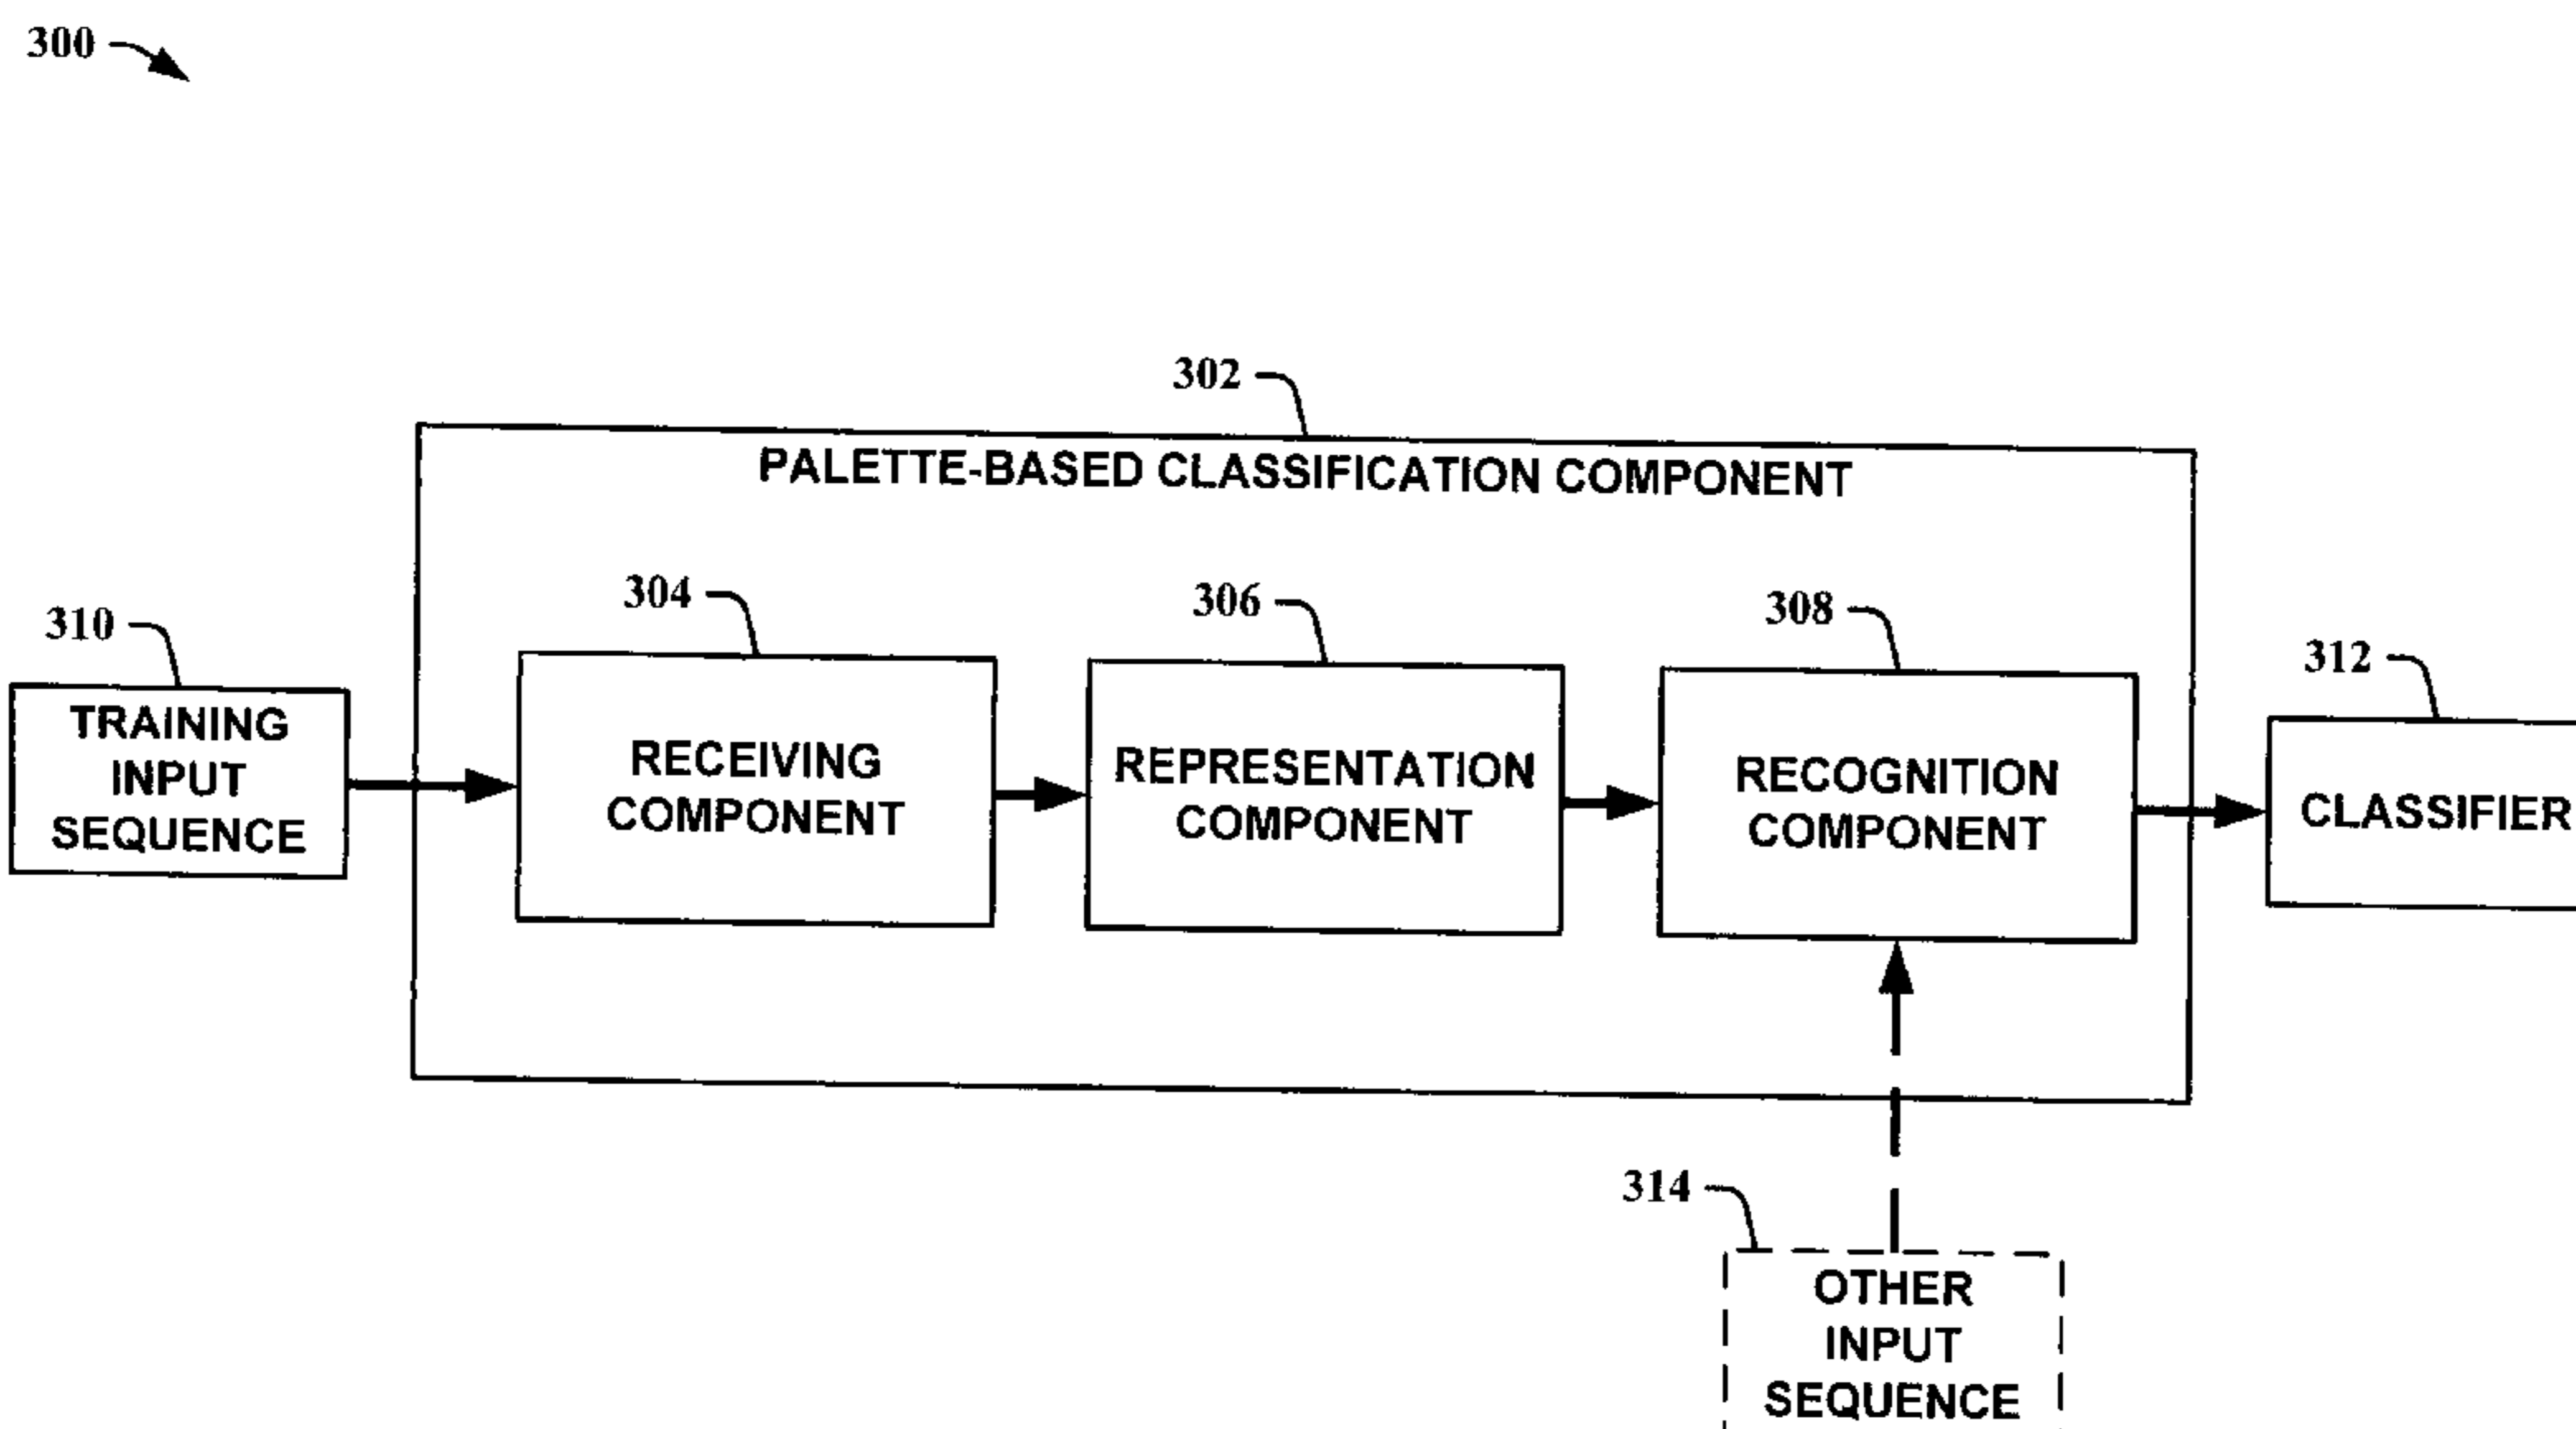 300
302
PALETTE-BASED CLASSIFICATION COMPONENT
304
306
308
310
312
TRAINING
INPUT
SEQUENCE
RECEIVING
COMPONENT
REPRESENTATION
COMPONENT
RECOGNITION
COMPONENT
CLASSIFIER
314
OTHER
INPUT
SEQUENCE